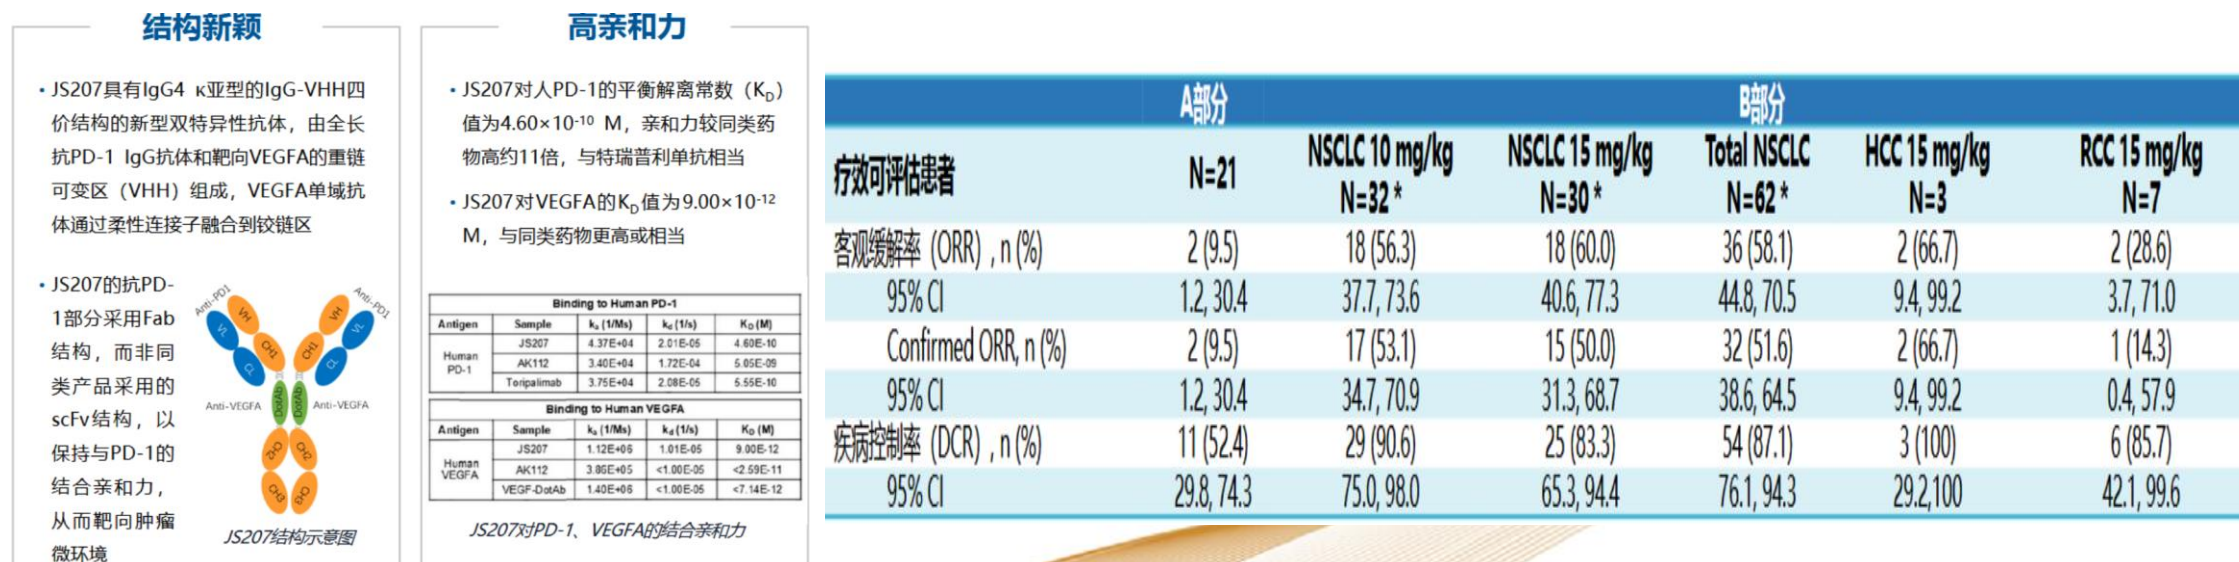 结构新颖
• JS207具有IgG4 κ亚型的IgG-VHH四
价结构的新型双特异性抗体，由全长
抗PD-1 IgG抗体和靶向VEGFA的重链
可变区（VHH）组成，VEGFA单域抗
体通过柔性连接子融合到铰链区
• JS207的抗PD-
1部分采用Fab
结构，而非同
类产品采用的
scFv结构，以
保持与PD-1的
结合亲和力，
从而靶向肿瘤
微环境
Anti-PD1
Anti-PD1
VH
VH
VL
VL
CH1
CH1
CL
CL
Anti-VEGFA
DotAb
DotAb
Anti-VEGFA
CH2
CH2
CH3
CH3
JS207结构示意图
高亲和力
• JS207对人PD-1的平衡解离常数（KD）
值为4.60×10-10 M，亲和力较同类药
物高约11倍，与特瑞普利单抗相当
• JS207对VEGFA的KD值为9.00×10-12
M，与同类药物更高或相当
Binding to Human PD-1
Antigen Sample ka (1/Ms) kd (1/s) KD (M)
Human PD-1 JS207 4.37E+04 2.01E-05 4.60E-10
AK112 3.40E+04 1.72E-04 5.05E-09
Toripalimab 3.75E+04 2.08E-05 5.55E-10
Binding to Human VEGFA
Antigen Sample ka (1/Ms) kd (1/s) KD (M)
Human VEGFA JS207 1.12E+06 1.01E-05 9.00E-12
AK112 3.86E+05 <1.00E-05 <2.59E-11
VEGF-DotAb 1.40E+06 <1.00E-05 <7.14E-12
JS207对PD-1、VEGFA的结合亲和力
A部分 B部分
疗效可评估患者 N=21 NSCLC 10 mg/kg N=32 * NSCLC 15 mg/kg N=30 * Total NSCLC N=62 * HCC 15 mg/kg N=3 RCC 15 mg/kg N=7
客观缓解率（ORR）, n (%) 2 (9.5) 18 (56.3) 18 (60.0) 36 (58.1) 2 (66.7) 2 (28.6)
95% CI 1.2, 30.4 37.7, 73.6 40.6, 77.3 44.8, 70.5 9.4, 99.2 3.7, 71.0
Confirmed ORR, n (%) 2 (9.5) 17 (53.1) 15 (50.0) 32 (51.6) 2 (66.7) 1 (14.3)
95% CI 1.2, 30.4 34.7, 70.9 31.3, 68.7 38.6, 64.5 9.4, 99.2 0.4, 57.9
疾病控制率（DCR）, n (%) 11 (52.4) 29 (90.6) 25 (83.3) 54 (87.1) 3 (100) 6 (85.7)
95% CI 29.8, 74.3 75.0, 98.0 65.3, 94.4 76.1, 94.3 29.2,100 42.1, 99.6